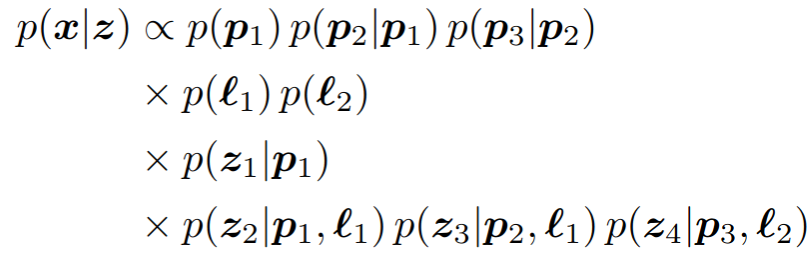 p(x|z) ∝ p(p₁) p(p₂|p₁) p(p₃|p₂)
× p(ℓ₁) p(ℓ₂)
× p(z₁|p₁)
× p(z₂|p₁, ℓ₁) p(z₃|p₂, ℓ₁) p(z₄|p₃, ℓ₂)